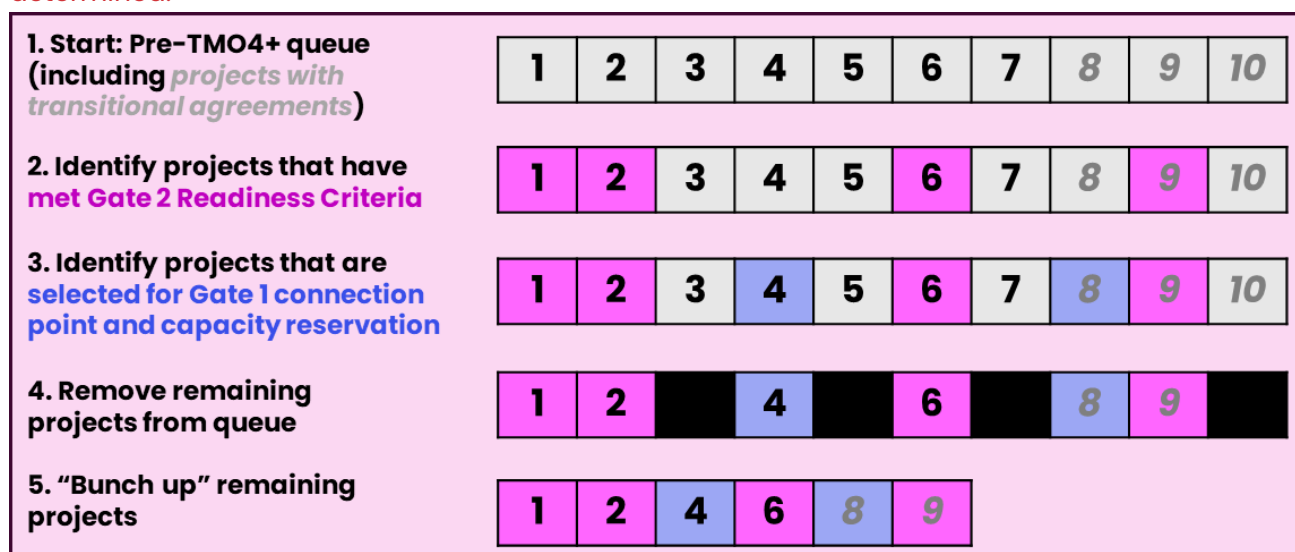 1. Start: Pre-TMO4+ queue
(including projects with
transitional agreements)
1 2 3 4 5 6 7 8 9 10
2. Identify projects that have
met Gate 2 Readiness Criteria
1 2 3 4 5 6 7 8 9 10
3. Identify projects that are
selected for Gate 1 connection
point and capacity reservation
1 2 3 4 5 6 7 8 9 10
4. Remove remaining
projects from queue
1 2 4 6 8 9
5. “Bunch up” remaining
projects
1 2 4 6 8 9